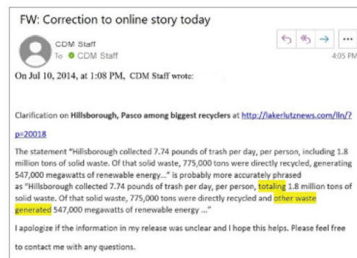 FW: Correction to online story today
CDM Staff
To CDM Staff
4:05 PM
On Jul 10, 2014, at 1:08 PM, CDM Staff wrote:
Clarification on Hillsborough, Pasco among biggest recyclers at http://lakerlutznews.com/lln/?
p=20018
The statement "Hillsborough collected 7.74 pounds of trash per day, per person, including 1.8
million tons of solid waste. Of that solid waste, 775,000 tons were directly recycled, generating
547,000 megawatts of renewable energy..." is probably more accurately phrased
as "Hillsborough collected 7.74 pounds of trash per day, per person, totaling 1.8 million tons of
solid waste. Of that solid waste, 775,000 tons were directly recycled and other waste
generated 547,000 megawatts of renewable energy ..."
I apologize if the information in my release was unclear and I hope this helps. Please feel free
to contact me with any questions.